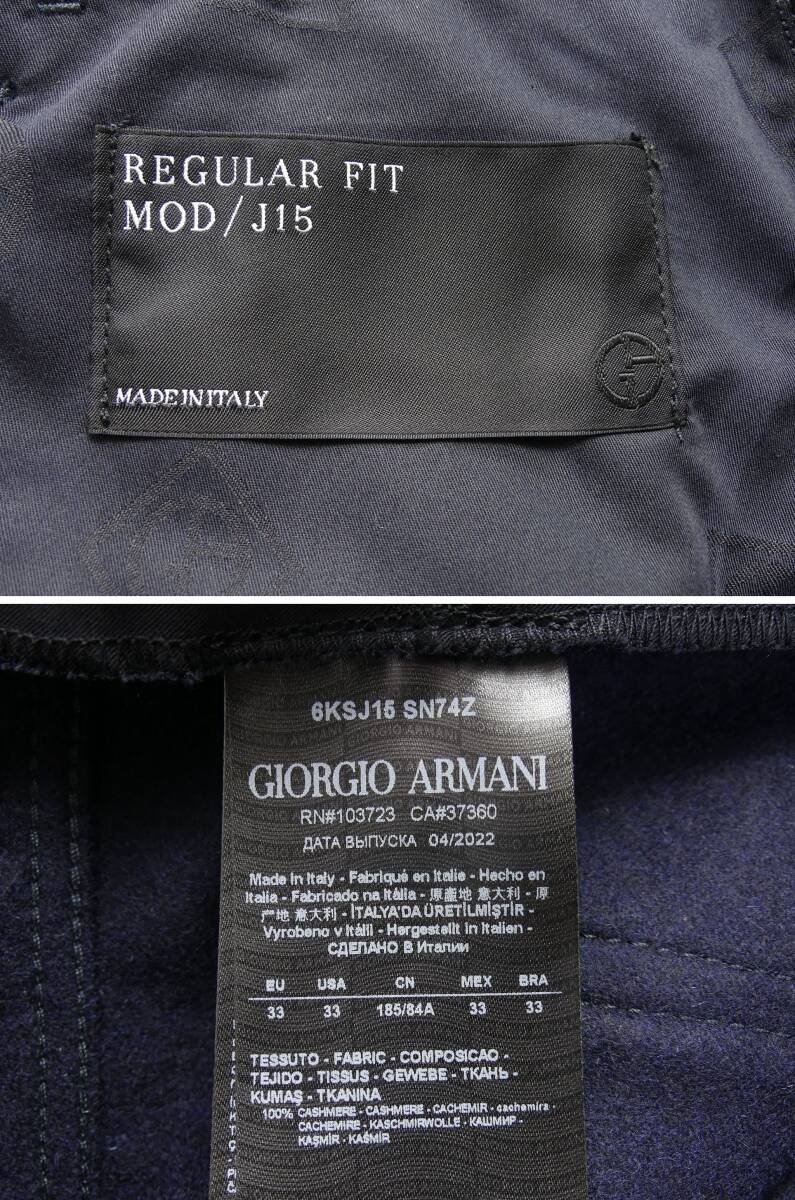 REGULAR FIT
MOD/J15
MADE IN ITALY
6KSJ15 SN74Z
GIORGIO ARMANI
RN#103723 CA#37360
ДАТА ВЫПУСКА 04/2022
Made in Italy - Fabriqué en Italie - Hecho en
Italia - Fabricado na Itália - 原產地 意大利 - 原
产地 意大利 - İTALYA'DA ÜRETİLMİŞTİR -
Vyrobeno v Itálii - Hergestellt in Italien -
СДЕЛАНО В Италии
EU USA CN MEX BRA
33 33 185/84A 33 33
TESSUTO - FABRIC - COMPOSICAO -
TEJIDO - TISSUS - GEWEBE - ТКАНЬ -
KUMAŞ - TKANINA
100% CASHMERE - CASHMERE - CACHEMIR - cachemira -
CACHEMIRE - KASCHMIRWOLLE - КАШМИР -
KAŞMİR - KAŠMÍR